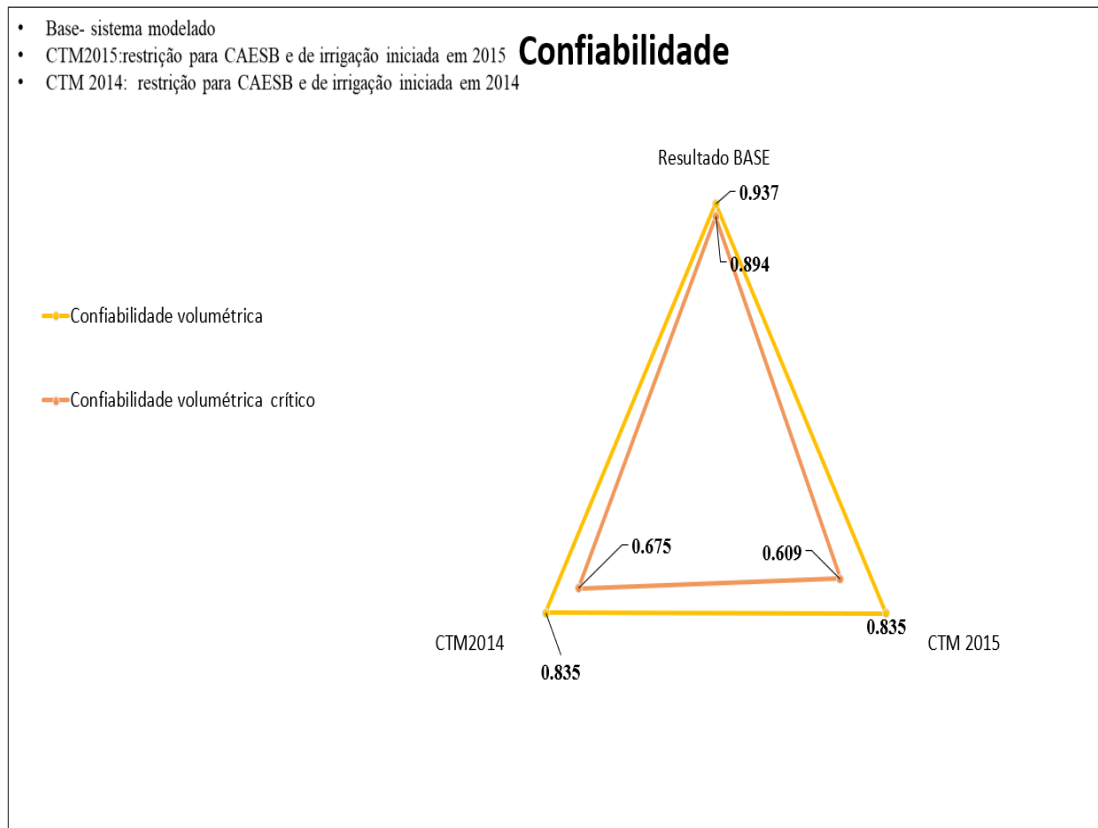 • Base- sistema modelado
• CTM2015:restrição para CAESB e de irrigação iniciada em 2015
• CTM 2014: restrição para CAESB e de irrigação iniciada em 2014
Confiabilidade
Resultado BASE
0.937
0.894
Confiabilidade volumétrica
Confiabilidade volumétrica crítico
0.675
0.609
CTM2014
0.835
0.835
CTM 2015